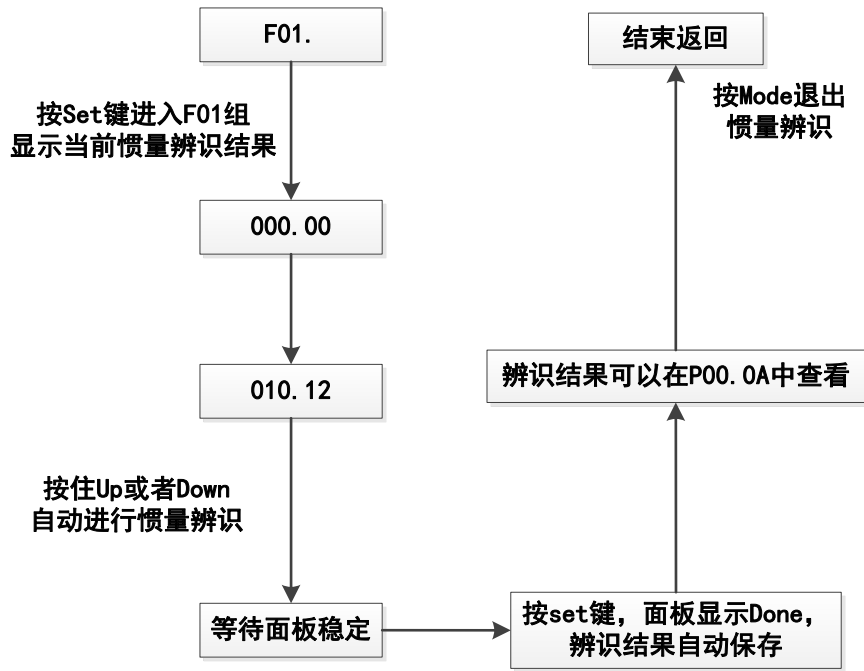 F01.
按Set键进入F01组
显示当前惯量辨识结果
000.00
010.12
按住Up或者Down
自动进行惯量辨识
等待面板稳定
按set键，面板显示Done，
辨识结果自动保存
辨识结果可以在P00.0A中查看
按Mode退出
惯量辨识
结束返回